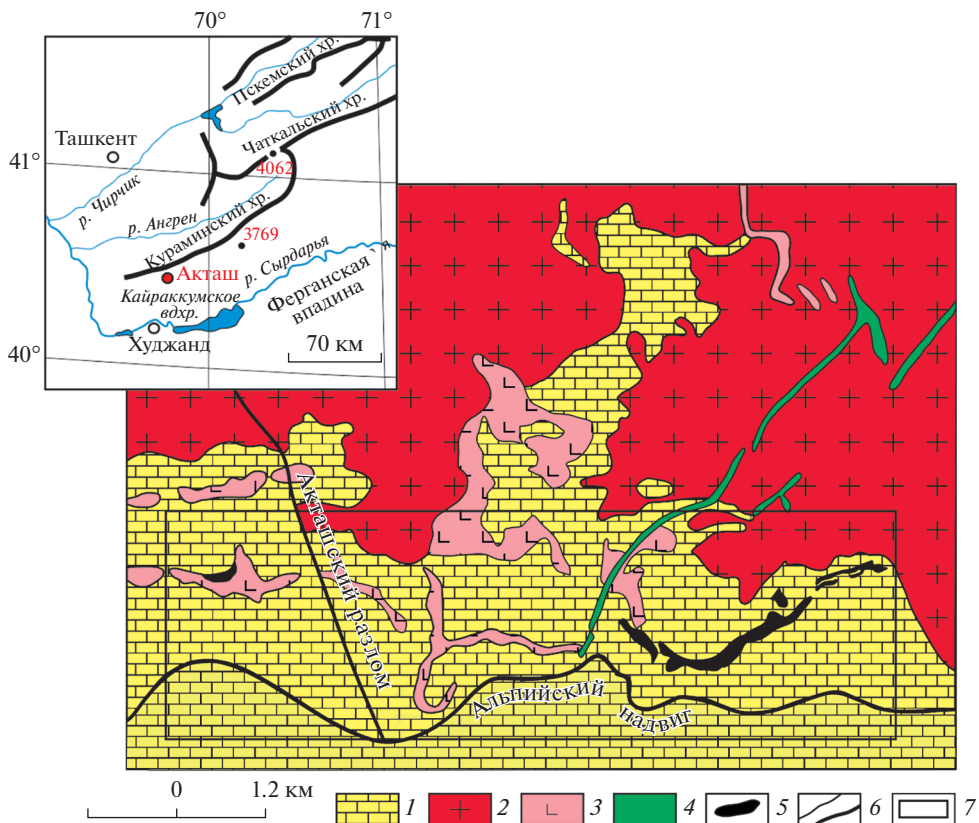 70°
71°
Пскемский хр.
Чаткальский хр.
Ташкент
41°
4062
р. Чирчик
р. Ангрен
Кураминский хр.
3769
р. Сырдарья
Акташ
Ферганская
впадина
Кайраккумское
вдхр.
Худжанд
40°
70 км
Акташский разлом
Альпийский
надвиг
0
1.2 км
1
2
3
4
5
6
7